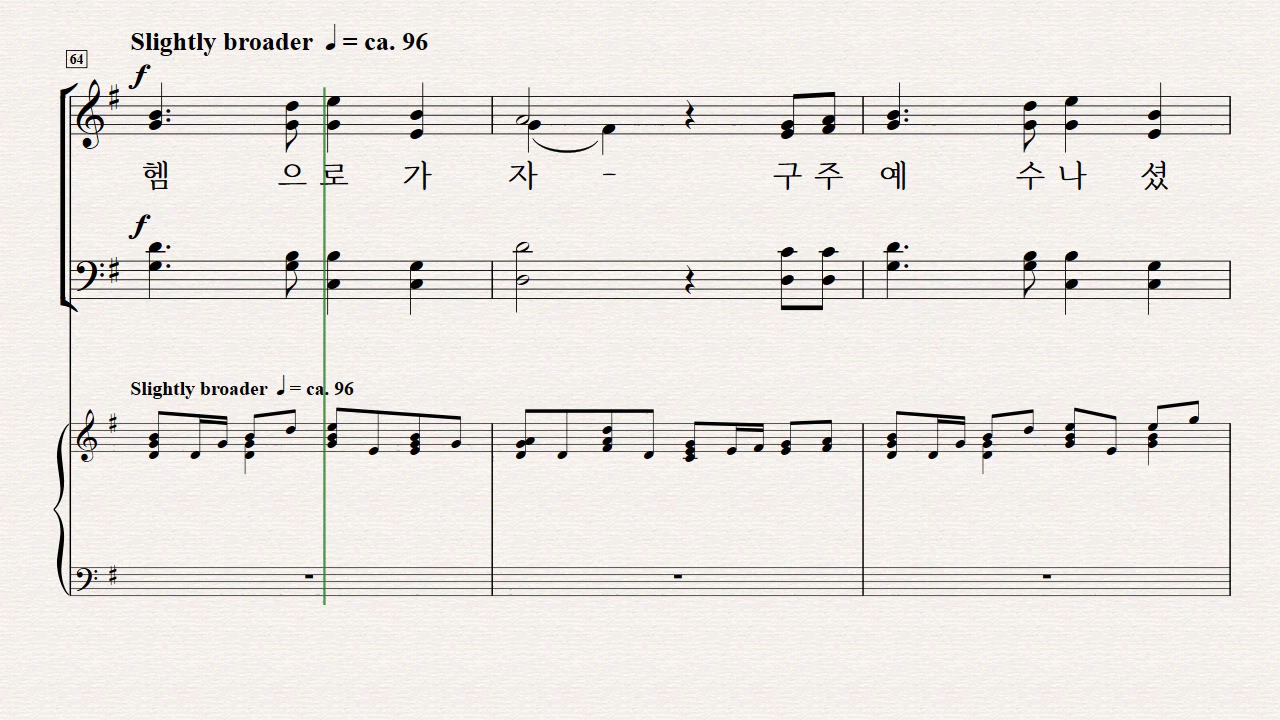 Slightly broader ♩ = ca. 96
64
f
헴 으 로 가 자 - 구 주 예 수 나 셨
f
Slightly broader ♩ = ca. 96